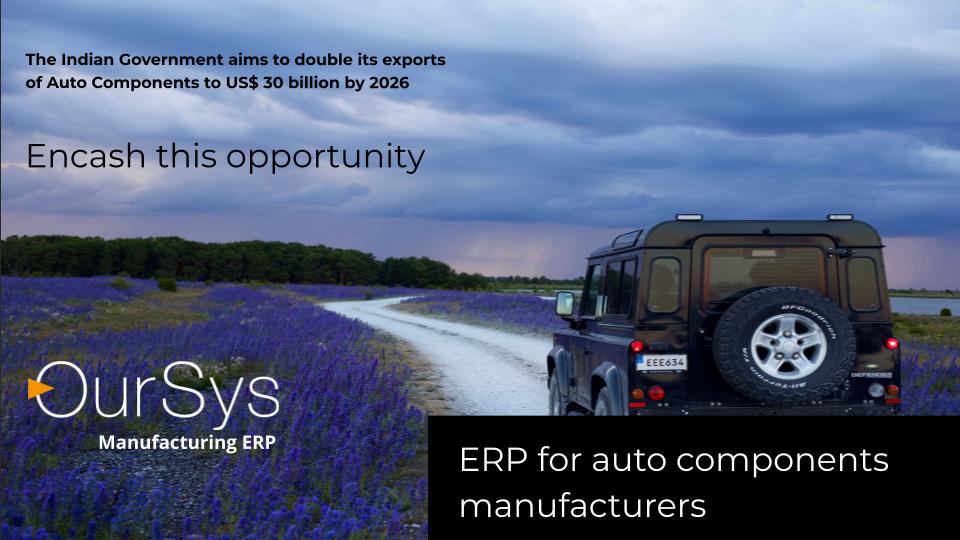 The Indian Government aims to double its exports
of Auto Components to US$ 30 billion by 2026
Encash this opportunity
BFGoodrich
EEE634
All-Terrain T/A
DEFENDER
OurSys
Manufacturing ERP
ERP for auto components
manufacturers